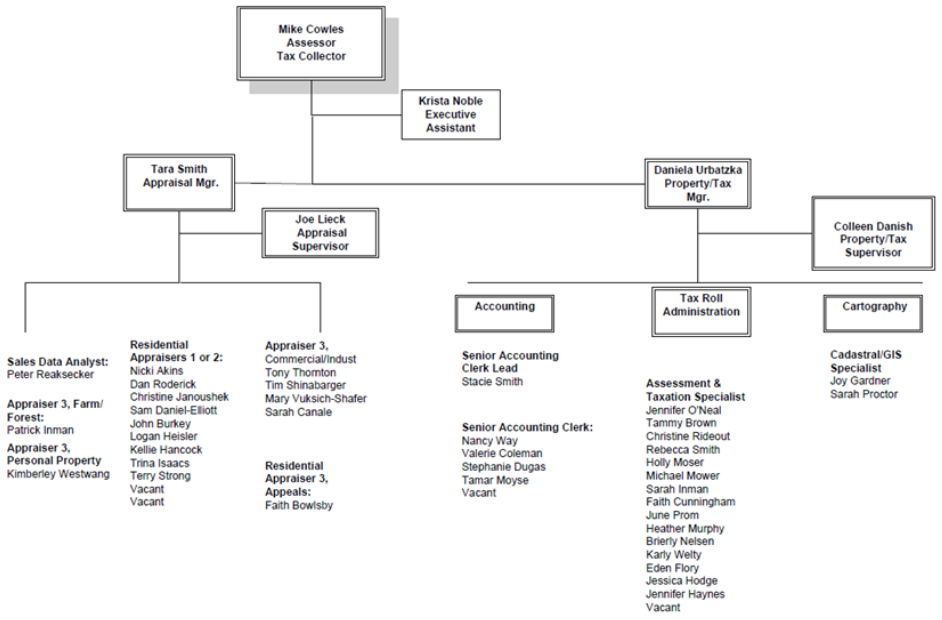 Mike Cowles
Assessor
Tax Collector
Krista Noble
Executive
Assistant
Tara Smith
Appraisal Mgr.
Daniela Urbatzka
Property/Tax
Mgr.
Joe Lieck
Appraisal
Supervisor
Colleen Danish
Property/Tax
Supervisor
Sales Data Analyst:
Peter Reaksecker
Appraiser 3, Farm/
Forest:
Patrick Inman
Appraiser 3,
Personal Property
Kimberley Westwang
Residential
Appraisers 1 or 2:
Nicki Akins
Dan Roderick
Christine Janoushek
Sam Daniel-Elliott
John Burkey
Logan Heisler
Kellie Hancock
Trina Isaacs
Terry Strong
Vacant
Vacant
Appraiser 3,
Commercial/Indust
Tony Thornton
Tim Shinabarger
Mary Vuksich-Shafer
Sarah Canale
Residential
Appraiser 3,
Appeals:
Faith Bowlsby
Accounting
Senior Accounting
Clerk Lead
Stacie Smith
Senior Accounting Clerk:
Nancy Way
Valerie Coleman
Stephanie Dugas
Tamar Moyse
Vacant
Tax Roll
Administration
Assessment &
Taxation Specialist
Jennifer O'Neal
Tammy Brown
Christine Rideout
Rebecca Smith
Holly Moser
Michael Mower
Sarah Inman
Faith Cunningham
June Prom
Heather Murphy
Brierly Nelsen
Karly Welty
Eden Flory
Jessica Hodge
Jennifer Haynes
Vacant
Cartography
Cadastral/GIS
Specialist
Joy Gardner
Sarah Proctor